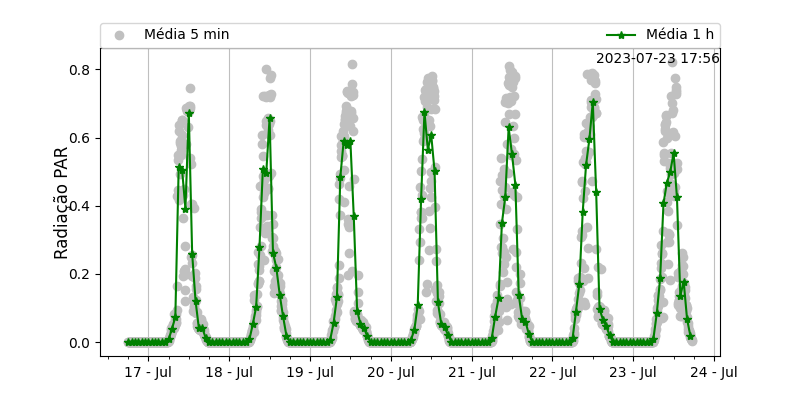 Média 5 min
Média 1 h
2023-07-23 17:56
Radiação PAR
0.8
0.6
0.4
0.2
0.0
17 - Jul
18 - Jul
19 - Jul
20 - Jul
21 - Jul
22 - Jul
23 - Jul
24 - Jul